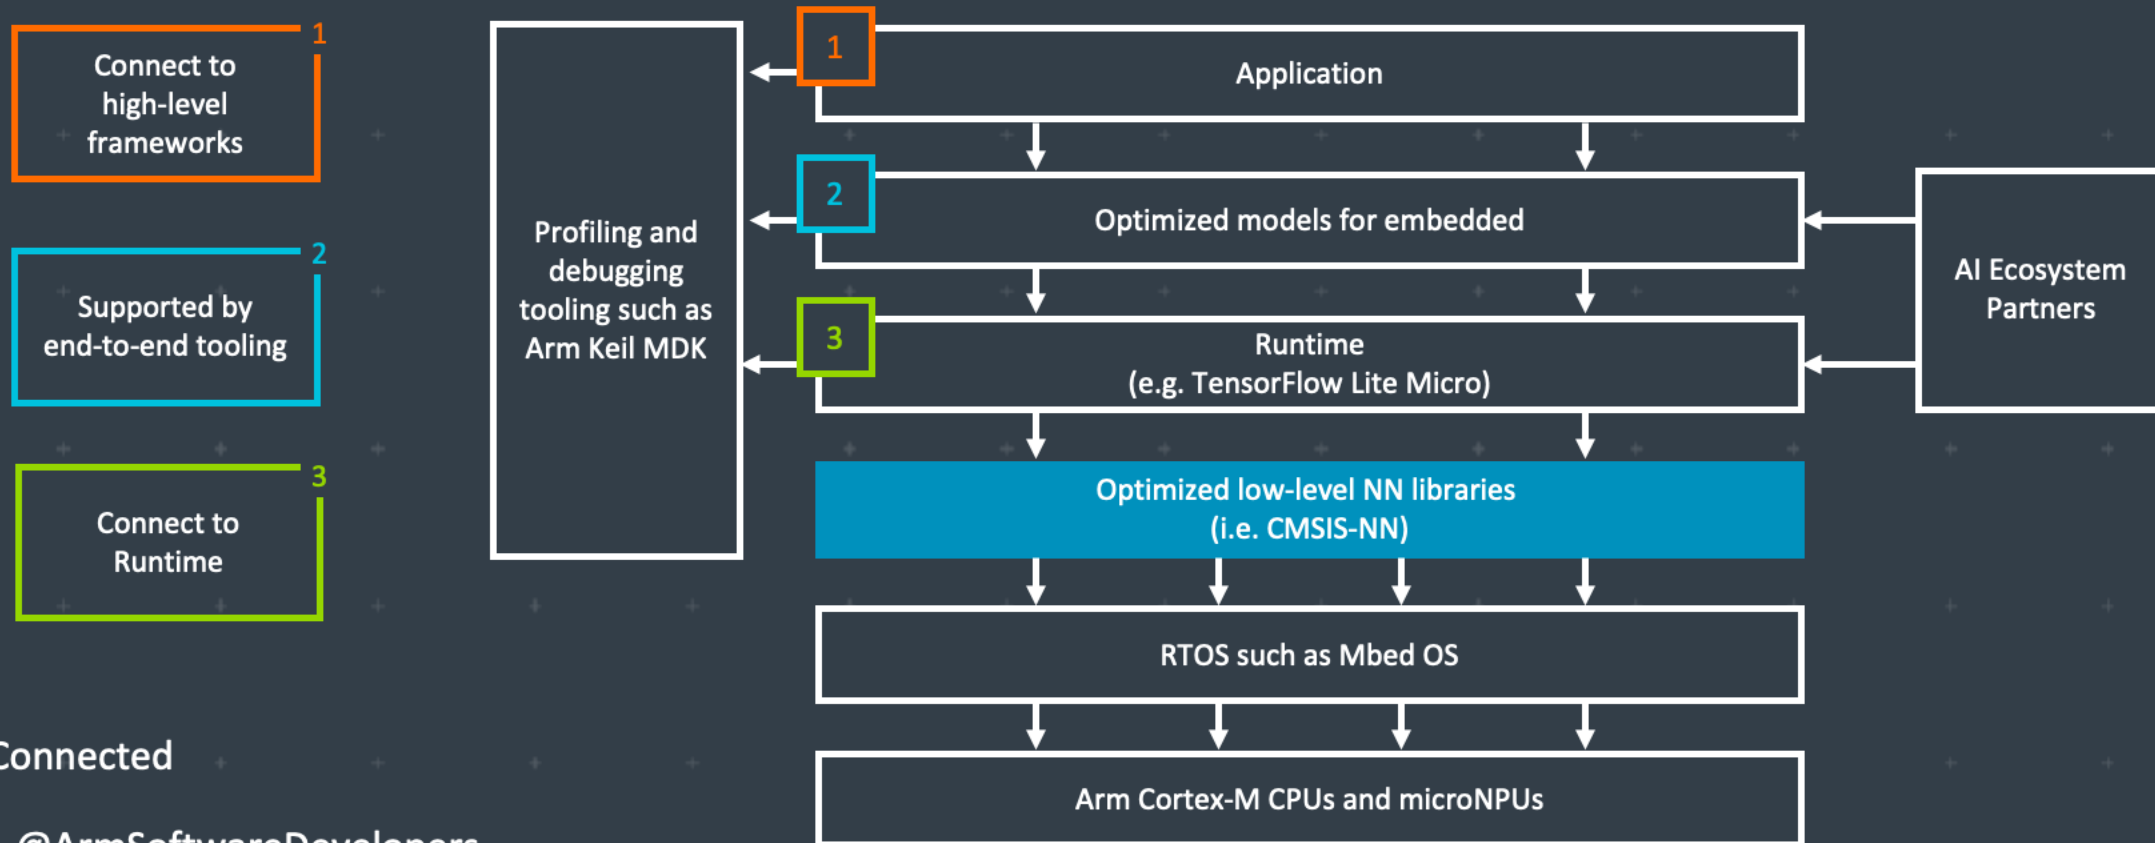 1
Connect to
high-level
frameworks
2
Supported by
end-to-end tooling
3
Connect to
Runtime
Profiling and
debugging
tooling such as
Arm Keil MDK
1
Application
2
Optimized models for embedded
3
Runtime
(e.g. TensorFlow Lite Micro)
Optimized low-level NN libraries
(i.e. CMSIS-NN)
RTOS such as Mbed OS
Arm Cortex-M CPUs and microNPUs
AI Ecosystem
Partners
Connected
@ArmSoftwareDevelopers